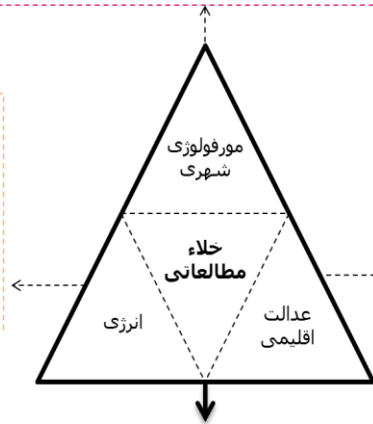 مورفولوژی
شهری
خلاء
مطالعاتی
انرژی
عدالت
اقلیمی